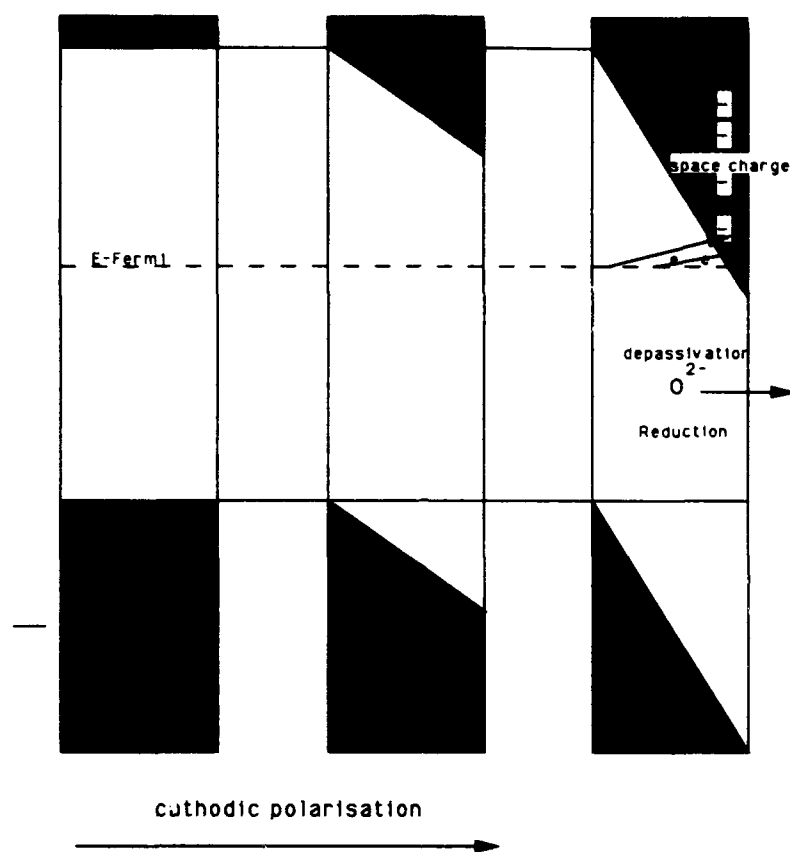 space charge
E-Fermi
e e
depassivation
O²⁻
Reduction
cathodic polarisation